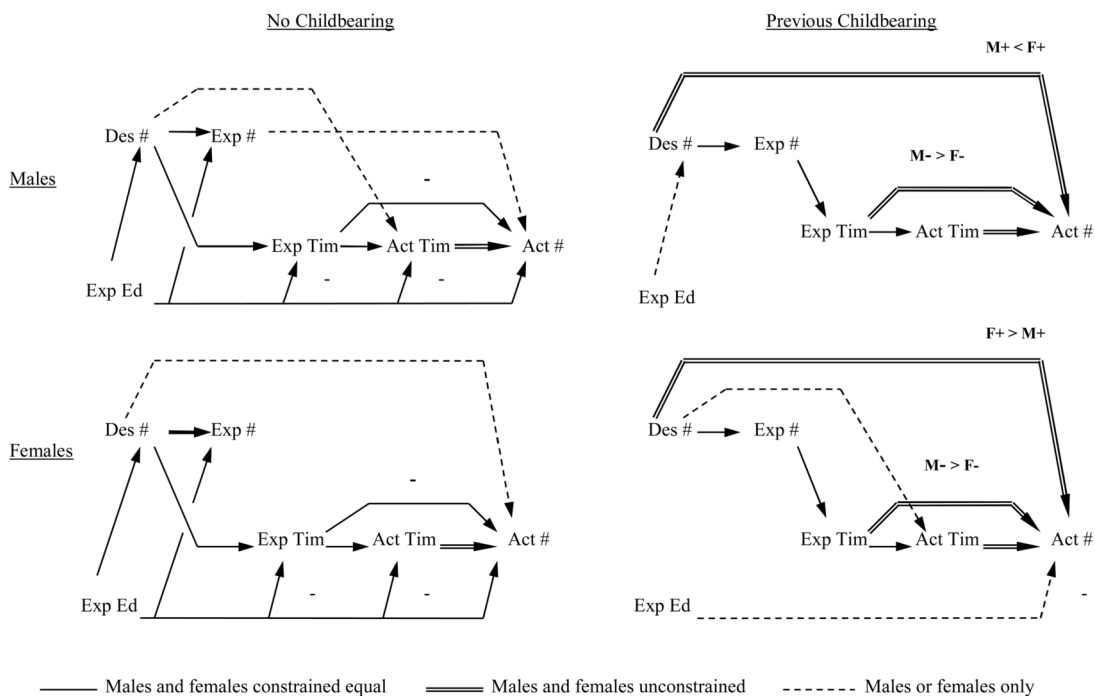 No Childbearing
Previous Childbearing
M+ < F+
Des #
Exp #
Males
-
Exp Tim
Act Tim
Act #
-
-
Exp Ed
Des #
Exp #
M- > F-
Exp Tim
Act Tim
Act #
Exp Ed
Des #
Exp #
Females
-
Exp Tim
Act Tim
Act #
-
-
Exp Ed
F+ > M+
Des #
Exp #
M- > F-
Exp Tim
Act Tim
Act #
Exp Ed
-
Males and females constrained equal
Males and females unconstrained
Males or females only